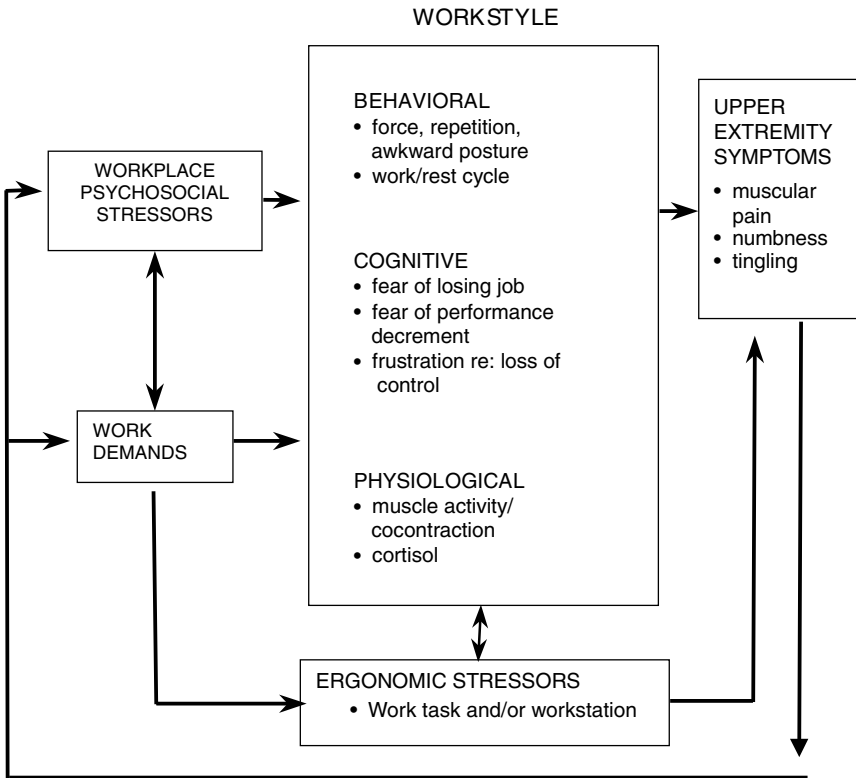 WORKSTYLE
BEHAVIORAL
• force, repetition,
awkward posture
• work/rest cycle
COGNITIVE
• fear of losing job
• fear of performance
decrement
• frustration re: loss of
control
PHYSIOLOGICAL
• muscle activity/
cocontraction
• cortisol
WORKPLACE
PSYCHOSOCIAL
STRESSORS
WORK
DEMANDS
UPPER
EXTREMITY
SYMPTOMS
• muscular
pain
• numbness
• tingling
ERGONOMIC STRESSORS
• Work task and/or workstation